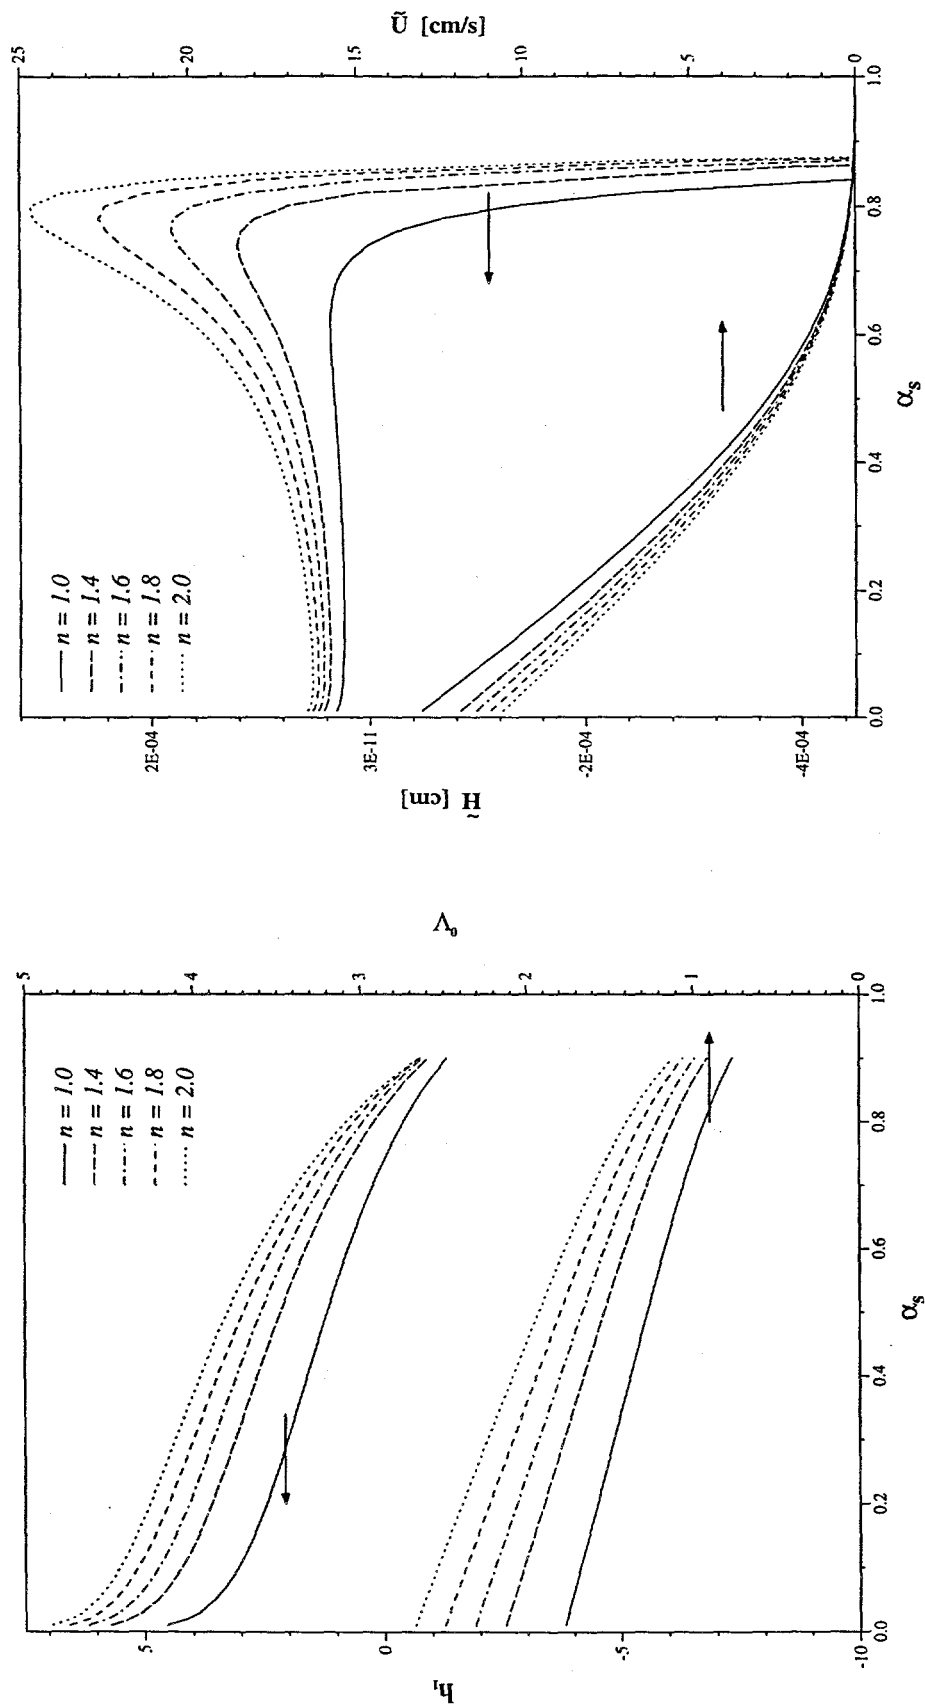 n = 1.0
n = 1.4
n = 1.6
n = 1.8
n = 2.0
h₁
5
0
-5
-10
Λ₀
5
4
3
2
1
0
0.0
0.2
0.4
0.6
0.8
1.0
αₛ
n = 1.0
n = 1.4
n = 1.6
n = 1.8
n = 2.0
H̃ [cm]
2E-04
3E-11
-2E-04
-4E-04
Ũ [cm/s]
25
20
15
10
5
0
0.0
0.2
0.4
0.6
0.8
1.0
αₛ